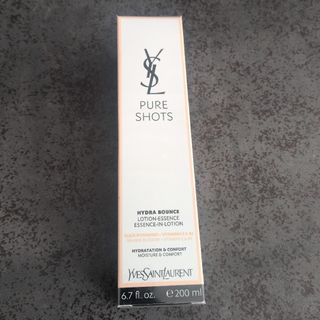 YSL
PURE
SHOTS
HYDRA BOUNCE
LOTION-ESSENCE
ESSENCE-IN-LOTION
HYDRATATION & CONFORT
MOISTURE & COMFORT
YVESSAINTLAURENT
6.7 fl. oz. ℮ 200 ml